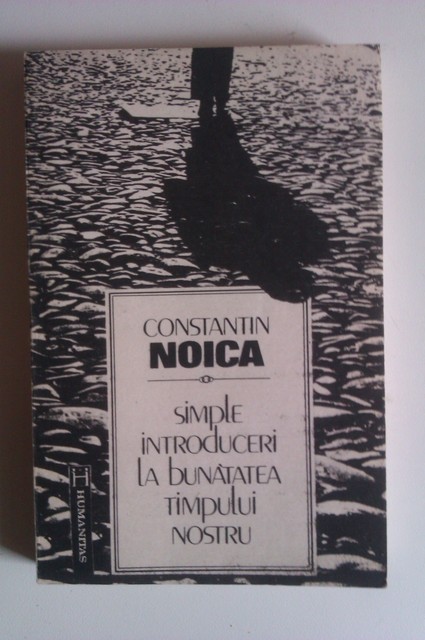 CONSTANTIN
NOICA
simple
introduceri
la bunătatea
timpului
nostru
HUMANITAS